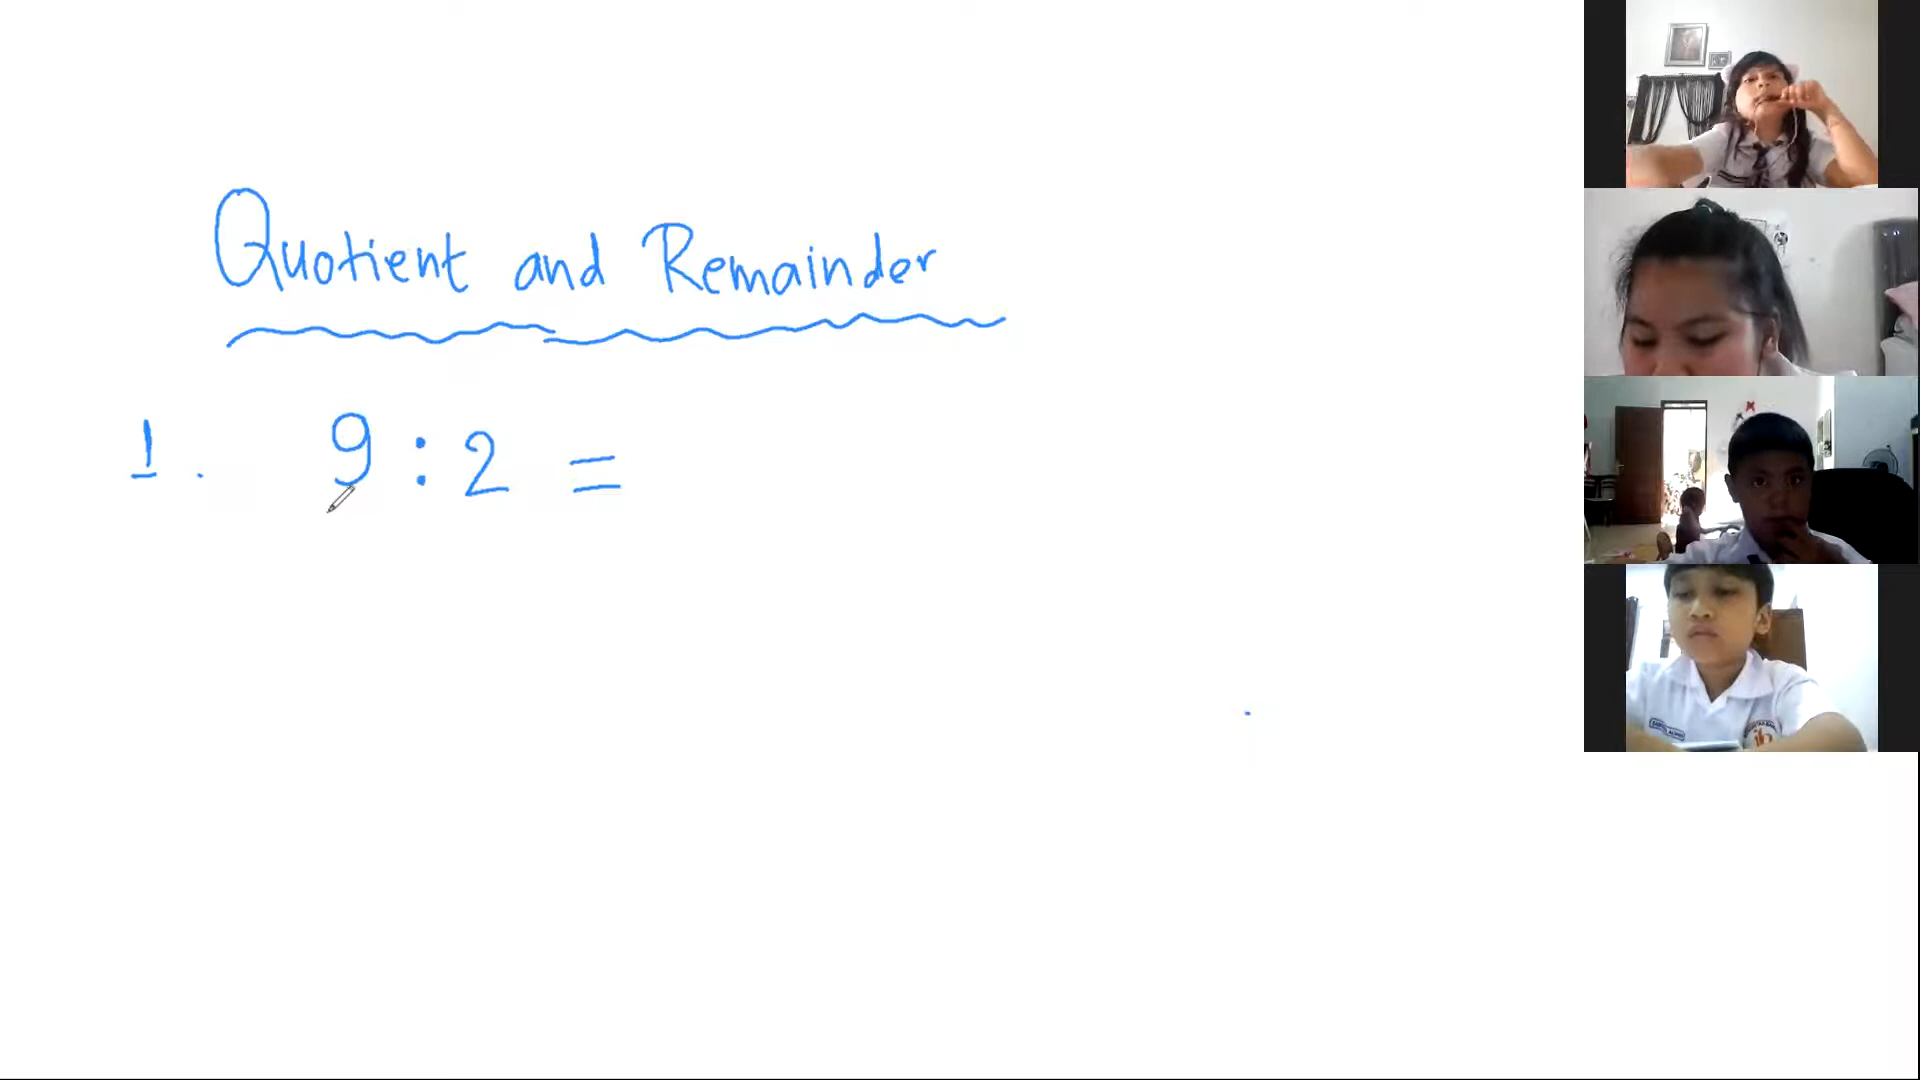 Quotient and Remainder
1. 9 : 2 =